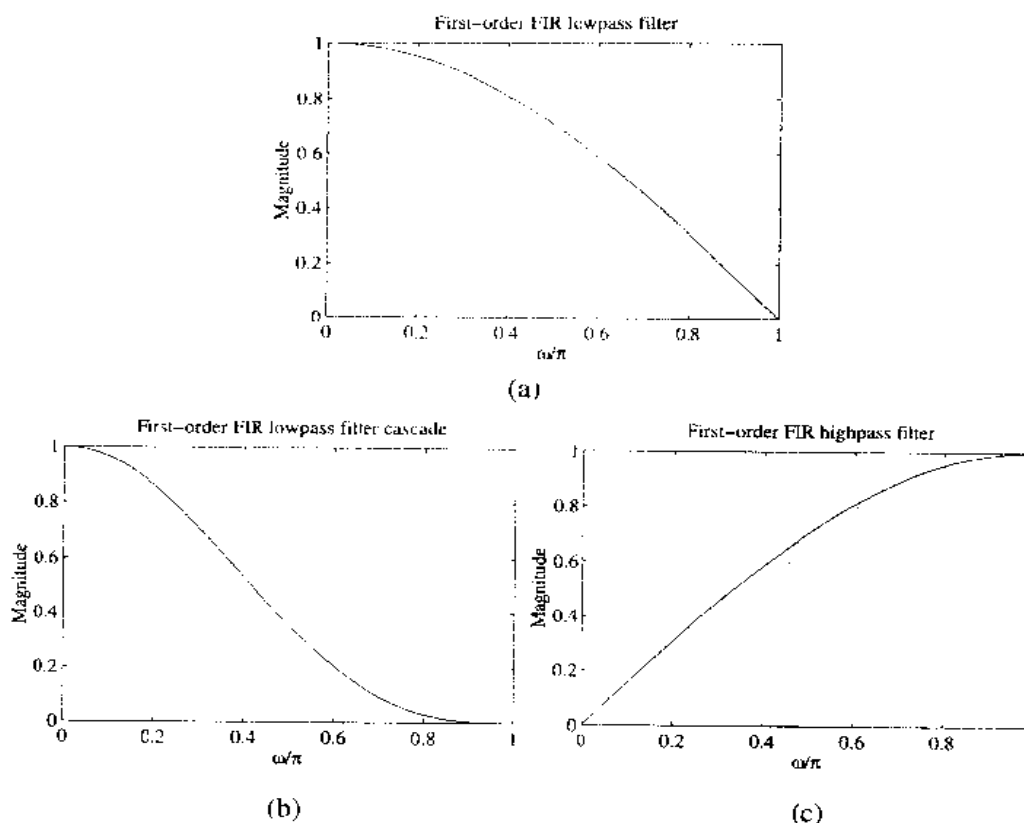 First-order FIR lowpass filter
1
0.8
0.6
0.4
0.2
0
Magnitude
0 0.2 0.4 0.6 0.8 1
ω/π
(a)
First-order FIR lowpass filter cascade
1
0.8
0.6
0.4
0.2
0
Magnitude
0 0.2 0.4 0.6 0.8 1
ω/π
(b)
First-order FIR highpass filter
1
0.8
0.6
0.4
0.2
0
Magnitude
0 0.2 0.4 0.6 0.8
ω/π
(c)